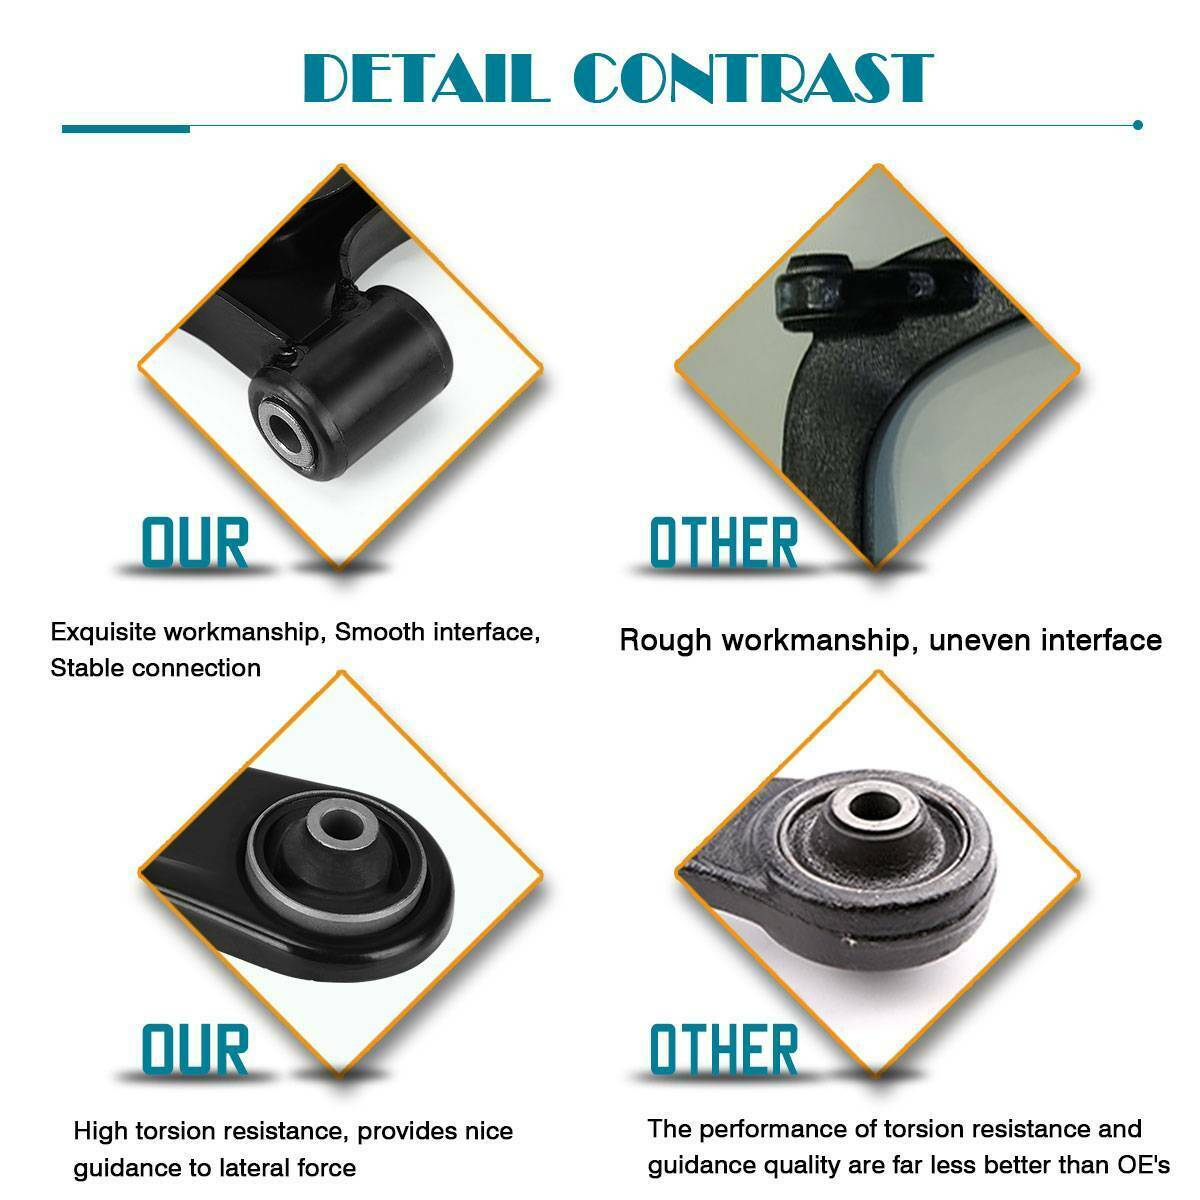 DETAIL CONTRAST
OUR
OTHER
Exquisite workmanship, Smooth interface,
Stable connection
Rough workmanship, uneven interface
OUR
OTHER
High torsion resistance, provides nice
guidance to lateral force
The performance of torsion resistance and
guidance quality are far less better than OE's